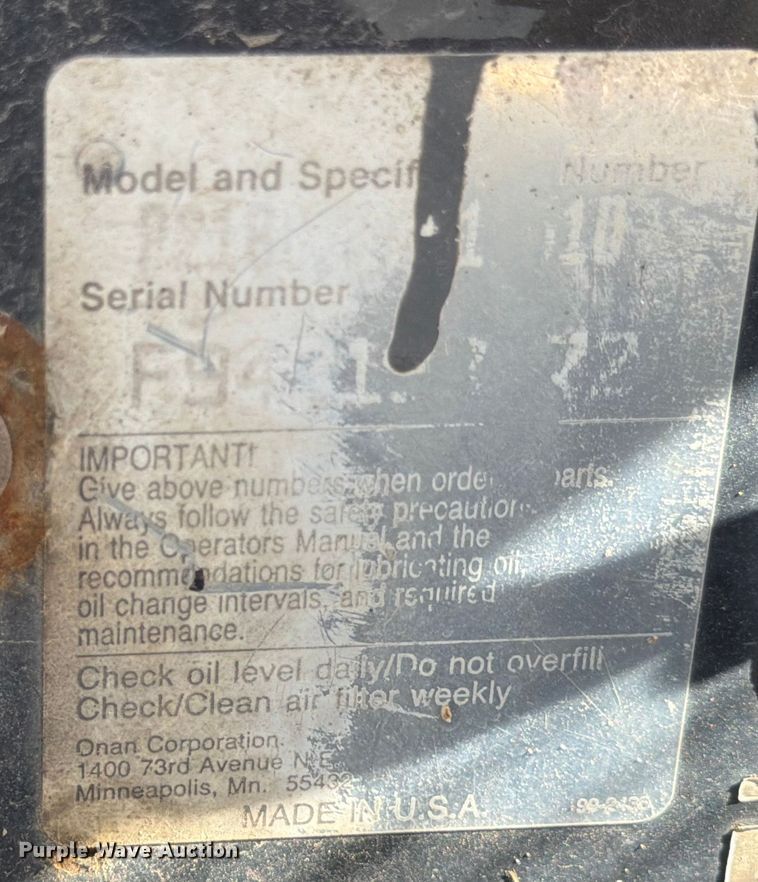 Model and Specif Number
Serial Number
72
IMPORTANT!
Give above numbers when orde parts.
Always follow the safety precautions
in the Operators Manual and the
recommendations for lubricating oil,
oil change intervals, and required
maintenance.
Check oil level daily/Do not overfill
Check/Clean air filter weekly
Onan Corporation
1400 73rd Avenue N.E.
Minneapolis, Mn. 55432
MADE IN U.S.A.
Purple Wave Auction